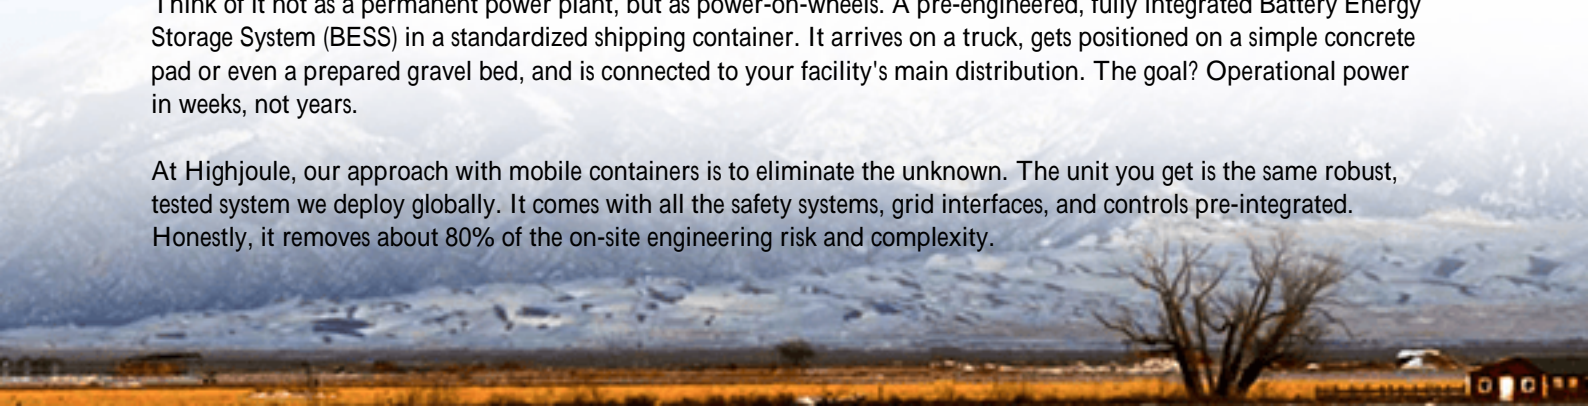 Think of it not as a permanent power plant, but as power-on-wheels. A pre-engineered, fully integrated Battery Energy
Storage System (BESS) in a standardized shipping container. It arrives on a truck, gets positioned on a simple concrete
pad or even a prepared gravel bed, and is connected to your facility's main distribution. The goal? Operational power
in weeks, not years.
At Highjoule, our approach with mobile containers is to eliminate the unknown. The unit you get is the same robust,
tested system we deploy globally. It comes with all the safety systems, grid interfaces, and controls pre-integrated.
Honestly, it removes about 80% of the on-site engineering risk and complexity.